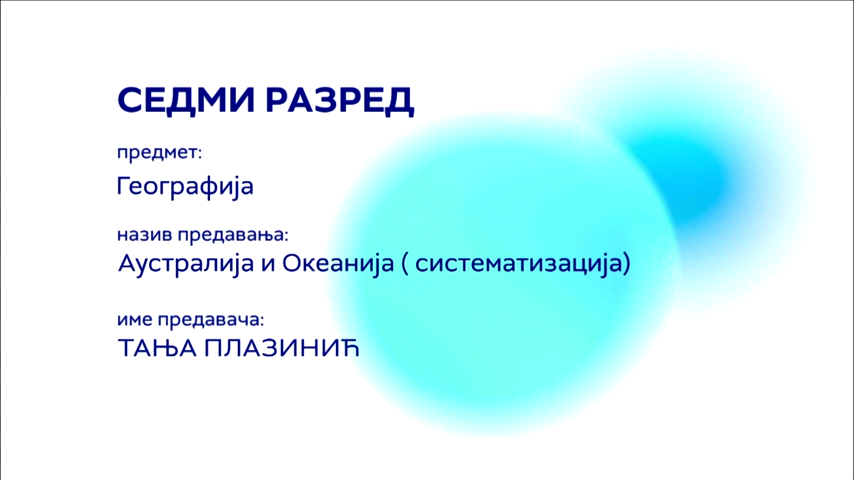 СЕДМИ РАЗРЕД
предмет:
Географија
назив предавања:
Аустралија и Океанија ( систематизација)
име предавача:
ТАЊА ПЛАЗИНИЋ